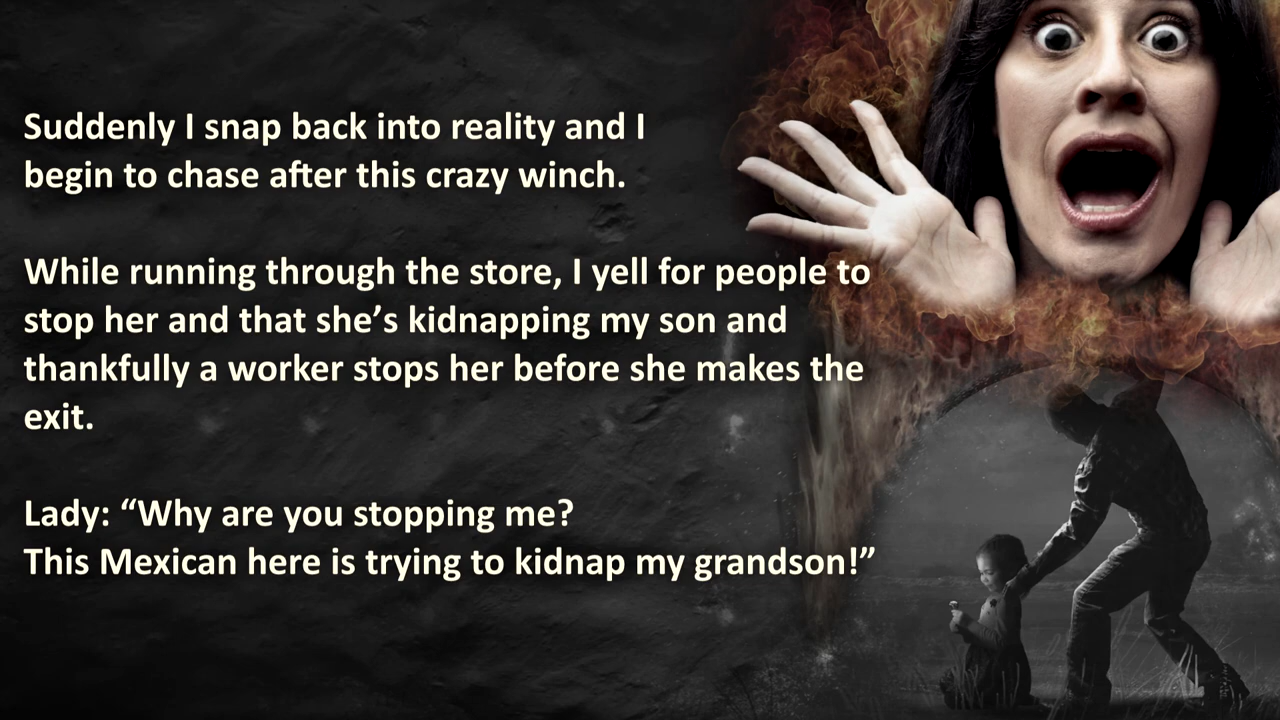 Suddenly I snap back into reality and I
begin to chase after this crazy winch.
While running through the store, I yell for people to
stop her and that she’s kidnapping my son and
thankfully a worker stops her before she makes the
exit.
Lady: “Why are you stopping me?
This Mexican here is trying to kidnap my grandson!”